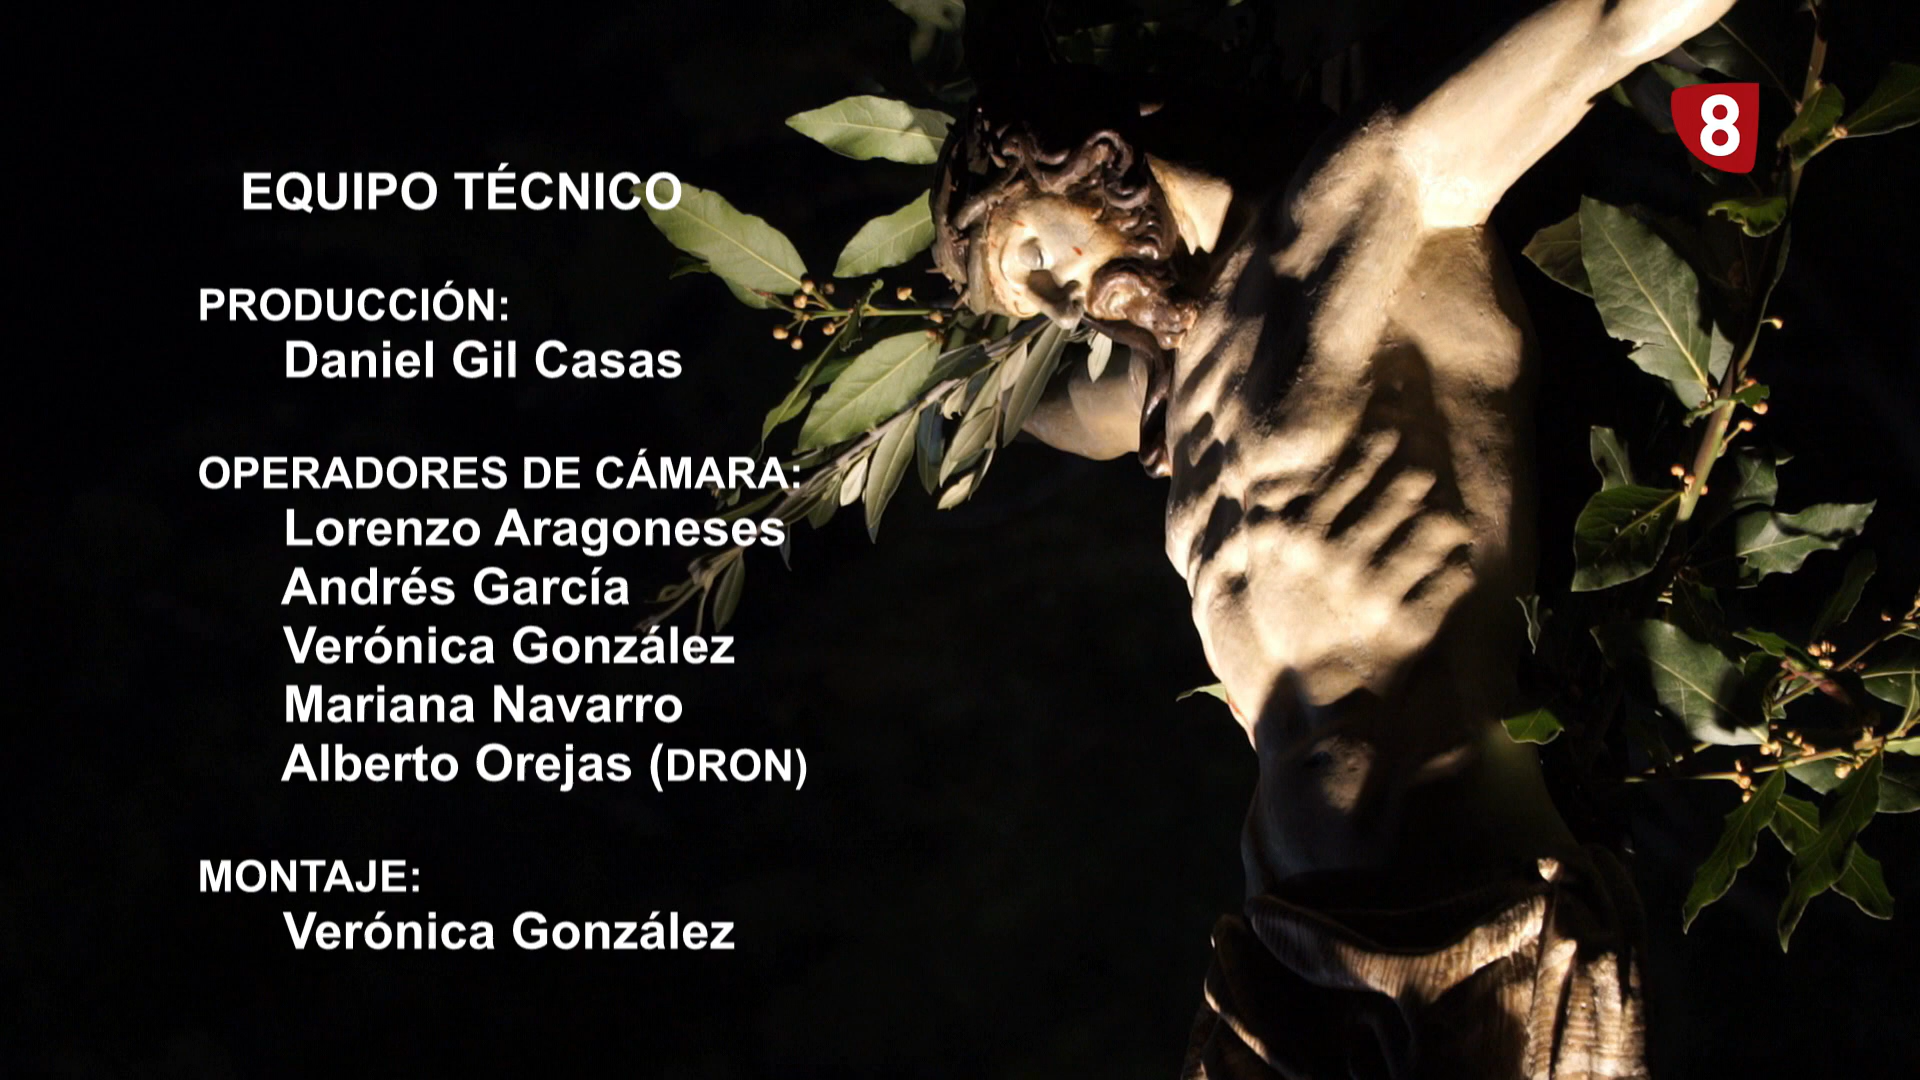 8
EQUIPO TÉCNICO
PRODUCCIÓN:
Daniel Gil Casas
OPERADORES DE CÁMARA:
Lorenzo Aragoneses
Andrés García
Verónica González
Mariana Navarro
Alberto Orejas (DRON)
MONTAJE:
Verónica González